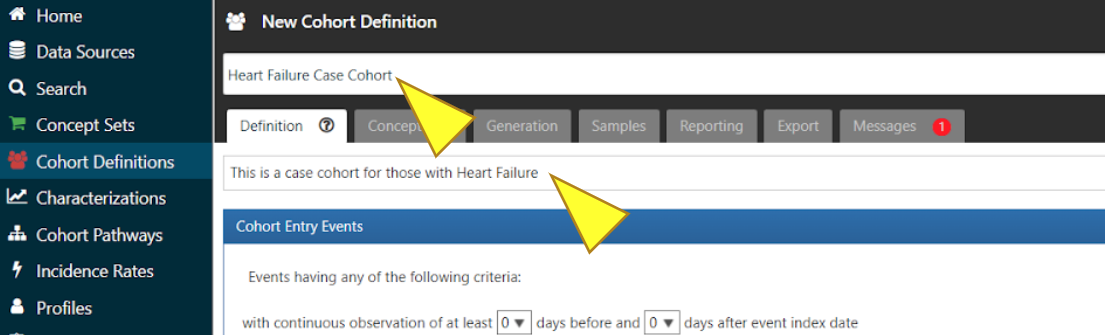 Home
Data Sources
Search
Concept Sets
Cohort Definitions
Characterizations
Cohort Pathways
Incidence Rates
Profiles
New Cohort Definition
Heart Failure Case Cohort
Definition Generation Samples Reporting Export Messages 1
This is a case cohort for those with Heart Failure
Cohort Entry Events
Events having any of the following criteria:
with continuous observation of at least 0 days before and 0 days after event index date